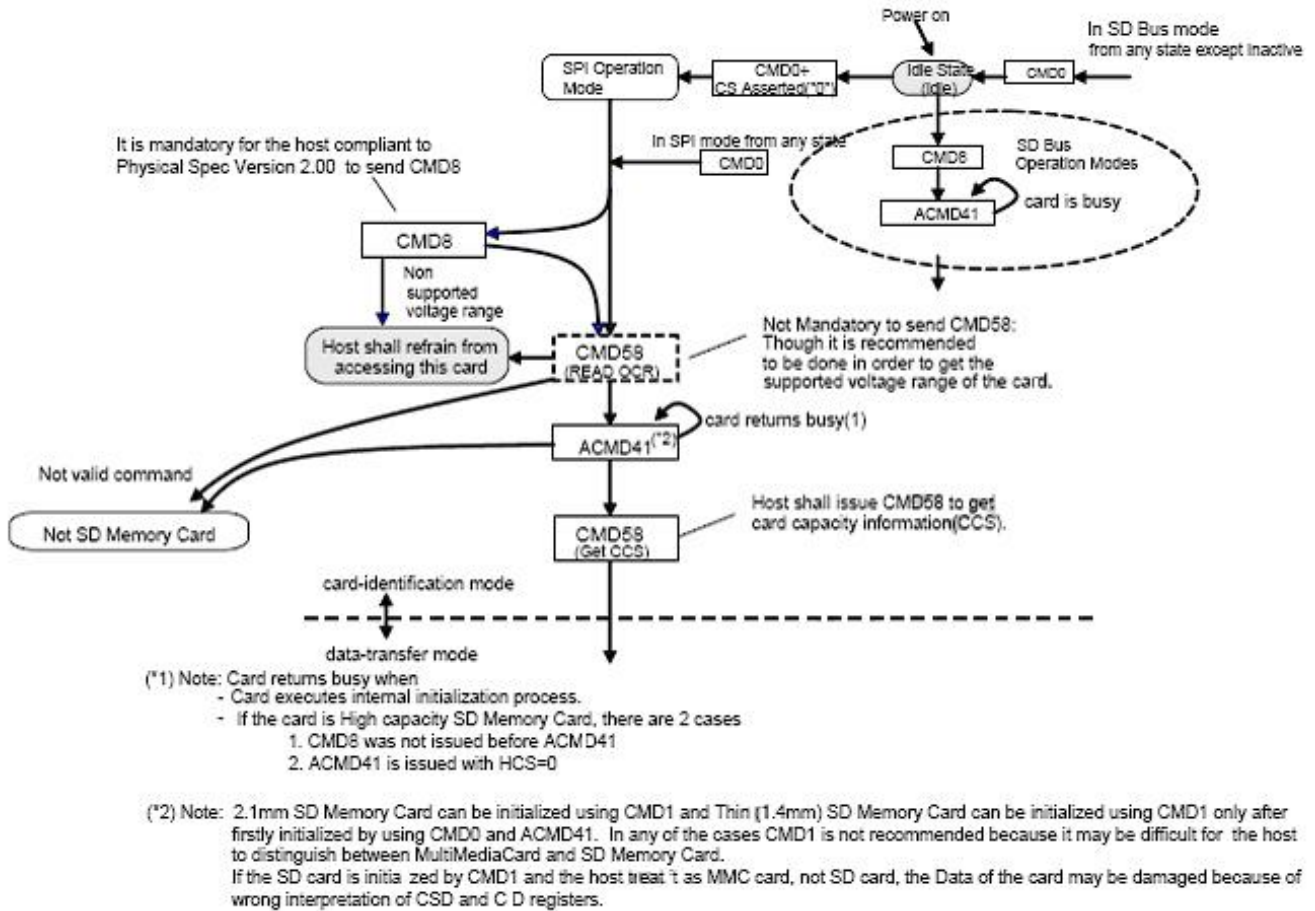 Power on
In SD Bus mode
from any state except Inactive
SPI Operation
Mode
CMD0+
CS Asserted("0")
Idle State
(Idle)
CMD0
It is mandatory for the host compliant to
Physical Spec Version 2.00 to send CMD8
In SPI mode from any state
CMD0
CMD8
SD Bus
Operation Modes
ACMD41
card is busy
CMD8
Non
supported
voltage range
Host shall refrain from
accessing this card
CMD58
(READ OCR)
Not Mandatory to send CMD58:
Though it is recommended
to be done in order to get the
supported voltage range of the card.
card returns busy(1)
ACMD41(*2)
Not valid command
Not SD Memory Card
CMD58
(Get CCS)
Host shall issue CMD58 to get
card capacity information(CCS).
card-identification mode
data-transfer mode
(*1) Note: Card returns busy when
- Card executes internal initialization process.
- If the card is High capacity SD Memory Card, there are 2 cases
1. CMD8 was not issued before ACMD41
2. ACMD41 is issued with HCS=0
(*2) Note: 2.1mm SD Memory Card can be initialized using CMD1 and Thin (1.4mm) SD Memory Card can be initialized using CMD1 only after
firstly initialized by using CMD0 and ACMD41. In any of the cases CMD1 is not recommended because it may be difficult for the host
to distinguish between MultiMediaCard and SD Memory Card.
If the SD card is initia zed by CMD1 and the host treat t as MMC card, not SD card, the Data of the card may be damaged because of
wrong interpretation of CSD and C D registers.